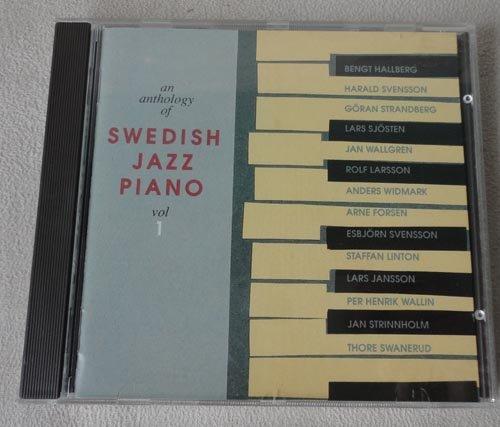 an
anthology
of
SWEDISH
JAZZ
PIANO
vol
1
BENGT HALLBERG
HARALD SVENSSON
GÖRAN STRANDBERG
LARS SJÖSTEN
JAN WALLGREN
ROLF LARSSON
ANDERS WIDMARK
ARNE FORSEN
ESBJÖRN SVENSSON
STAFFAN LINTON
LARS JANSSON
PER HENRIK WALLIN
JAN STRINNHOLM
THORE SWANERUD